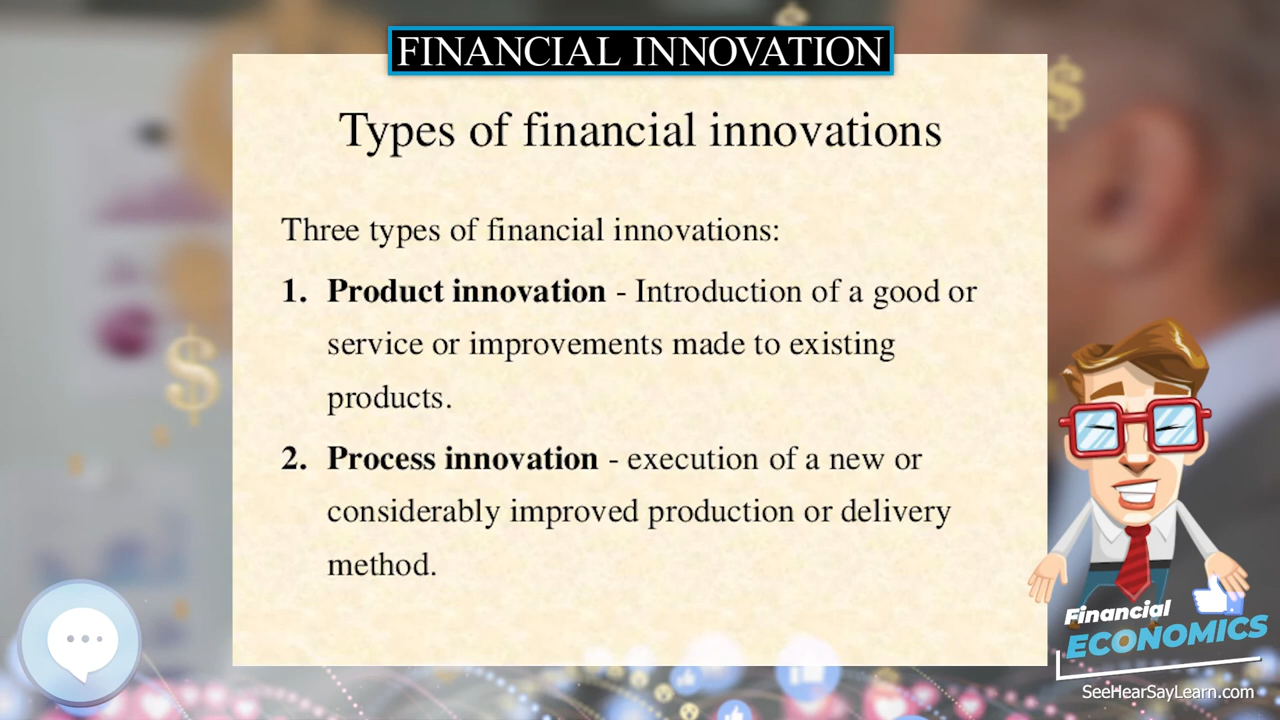 FINANCIAL INNOVATION
Types of financial innovations
Three types of financial innovations:
1. Product innovation - Introduction of a good or
service or improvements made to existing
products.
2. Process innovation - execution of a new or
considerably improved production or delivery
method.
Financial
ECONOMICS
SeeHearSayLearn.com